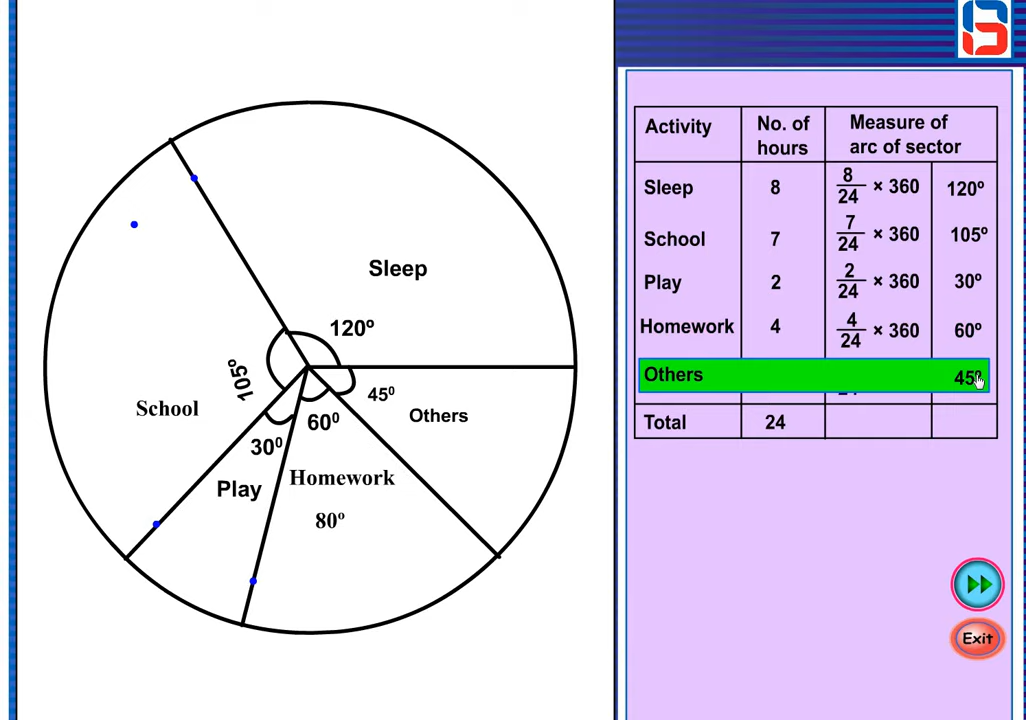 Sleep
120º
105º
School
45⁰
Others
60⁰
30⁰
Play
Homework
80º
Activity No. of hours Measure of arc of sector
Sleep 8 8/24 × 360 120º
School 7 7/24 × 360 105º
Play 2 2/24 × 360 30º
Homework 4 4/24 × 360 60º
Others 45º
Total 24
Exit